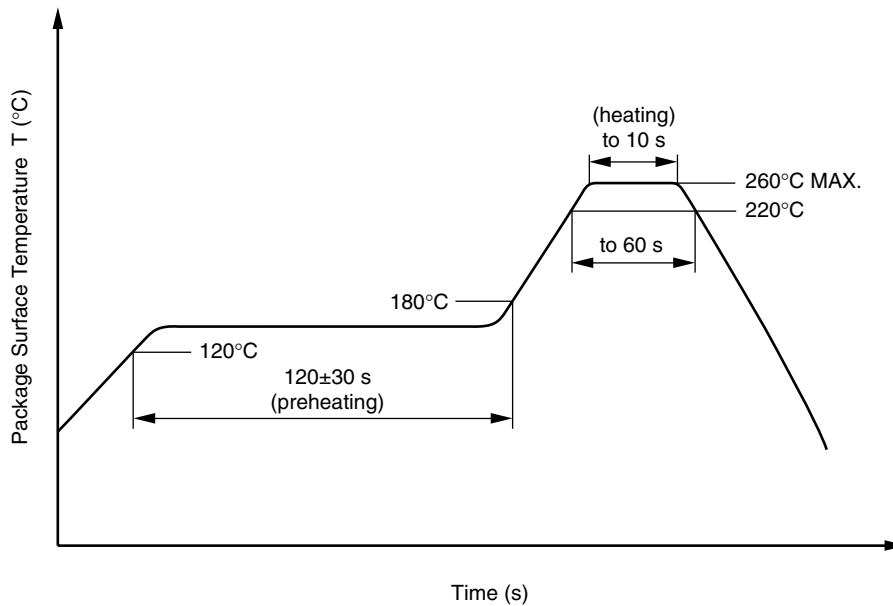 (heating)
to 10 s
260°C MAX.
220°C
to 60 s
180°C
120°C
120±30 s
(preheating)
Package Surface Temperature T (°C)
Time (s)